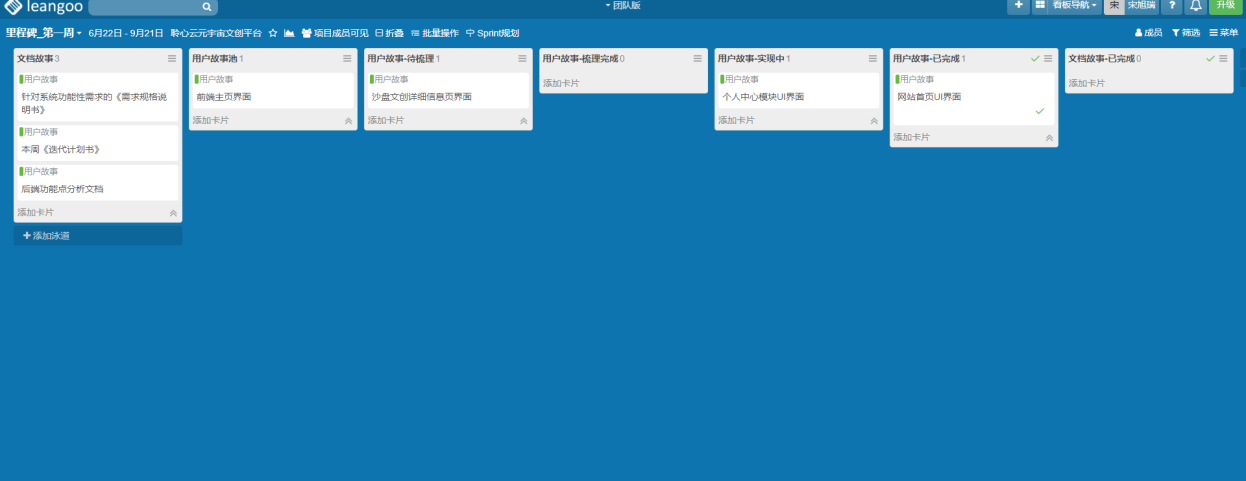 leangoo
团队版
看板导航
宋 宋旭瑞
?
升级
里程碑_第一周 6月22日 - 9月21日 聆心云元宇宙文创平台 项目成员可见 折叠 批量操作 Sprint规划
成员 筛选 菜单
文档故事 3
用户故事
针对系统功能性需求的《需求规格说
明书》
用户故事
本周《迭代计划书》
用户故事
后端功能点分析文档
添加卡片
+ 添加泳道
用户故事池 1
用户故事
前端主页界面
添加卡片
用户故事-待梳理 1
用户故事
沙盘文创详细信息页界面
添加卡片
用户故事-梳理完成 0
添加卡片
用户故事-实现中 1
用户故事
个人中心模块UI界面
添加卡片
用户故事-已完成 1
用户故事
网站首页UI界面
添加卡片
文档故事-已完成 0
添加卡片